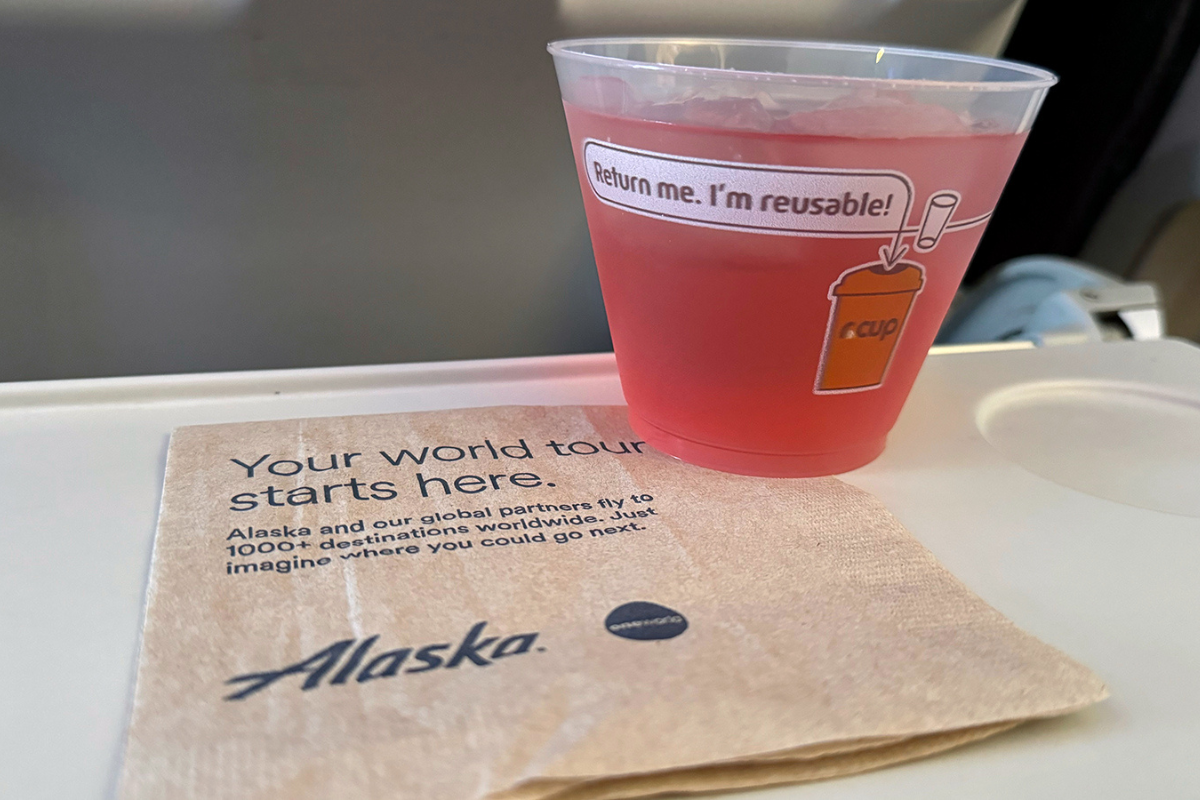 Return me. I'm reusable!
r.cup
Your world tour
starts here.
Alaska and our global partners fly to
1000+ destinations worldwide. Just
imagine where you could go next.
Alaska.
oneworld